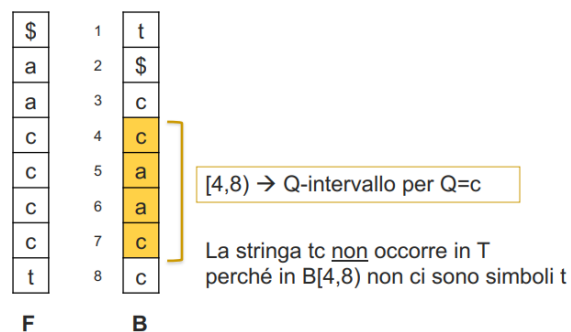 $ 1 t
a 2 $
a 3 c
c 4 c
c 5 a
c 6 a
c 7 c
t 8 c
F B
[4,8) → Q-intervallo per Q=c
La stringa tc non occorre in T
perché in B[4,8) non ci sono simboli t